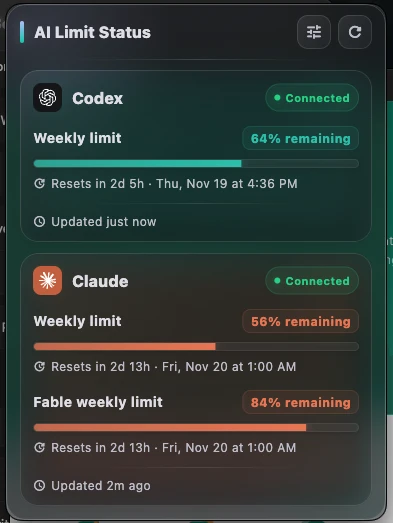 AI Limit Status
Codex
Connected
Weekly limit
64% remaining
Resets in 2d 5h · Thu, Nov 19 at 4:36 PM
Updated just now
Claude
Connected
Weekly limit
56% remaining
Resets in 2d 13h · Fri, Nov 20 at 1:00 AM
Fable weekly limit
84% remaining
Resets in 2d 13h · Fri, Nov 20 at 1:00 AM
Updated 2m ago